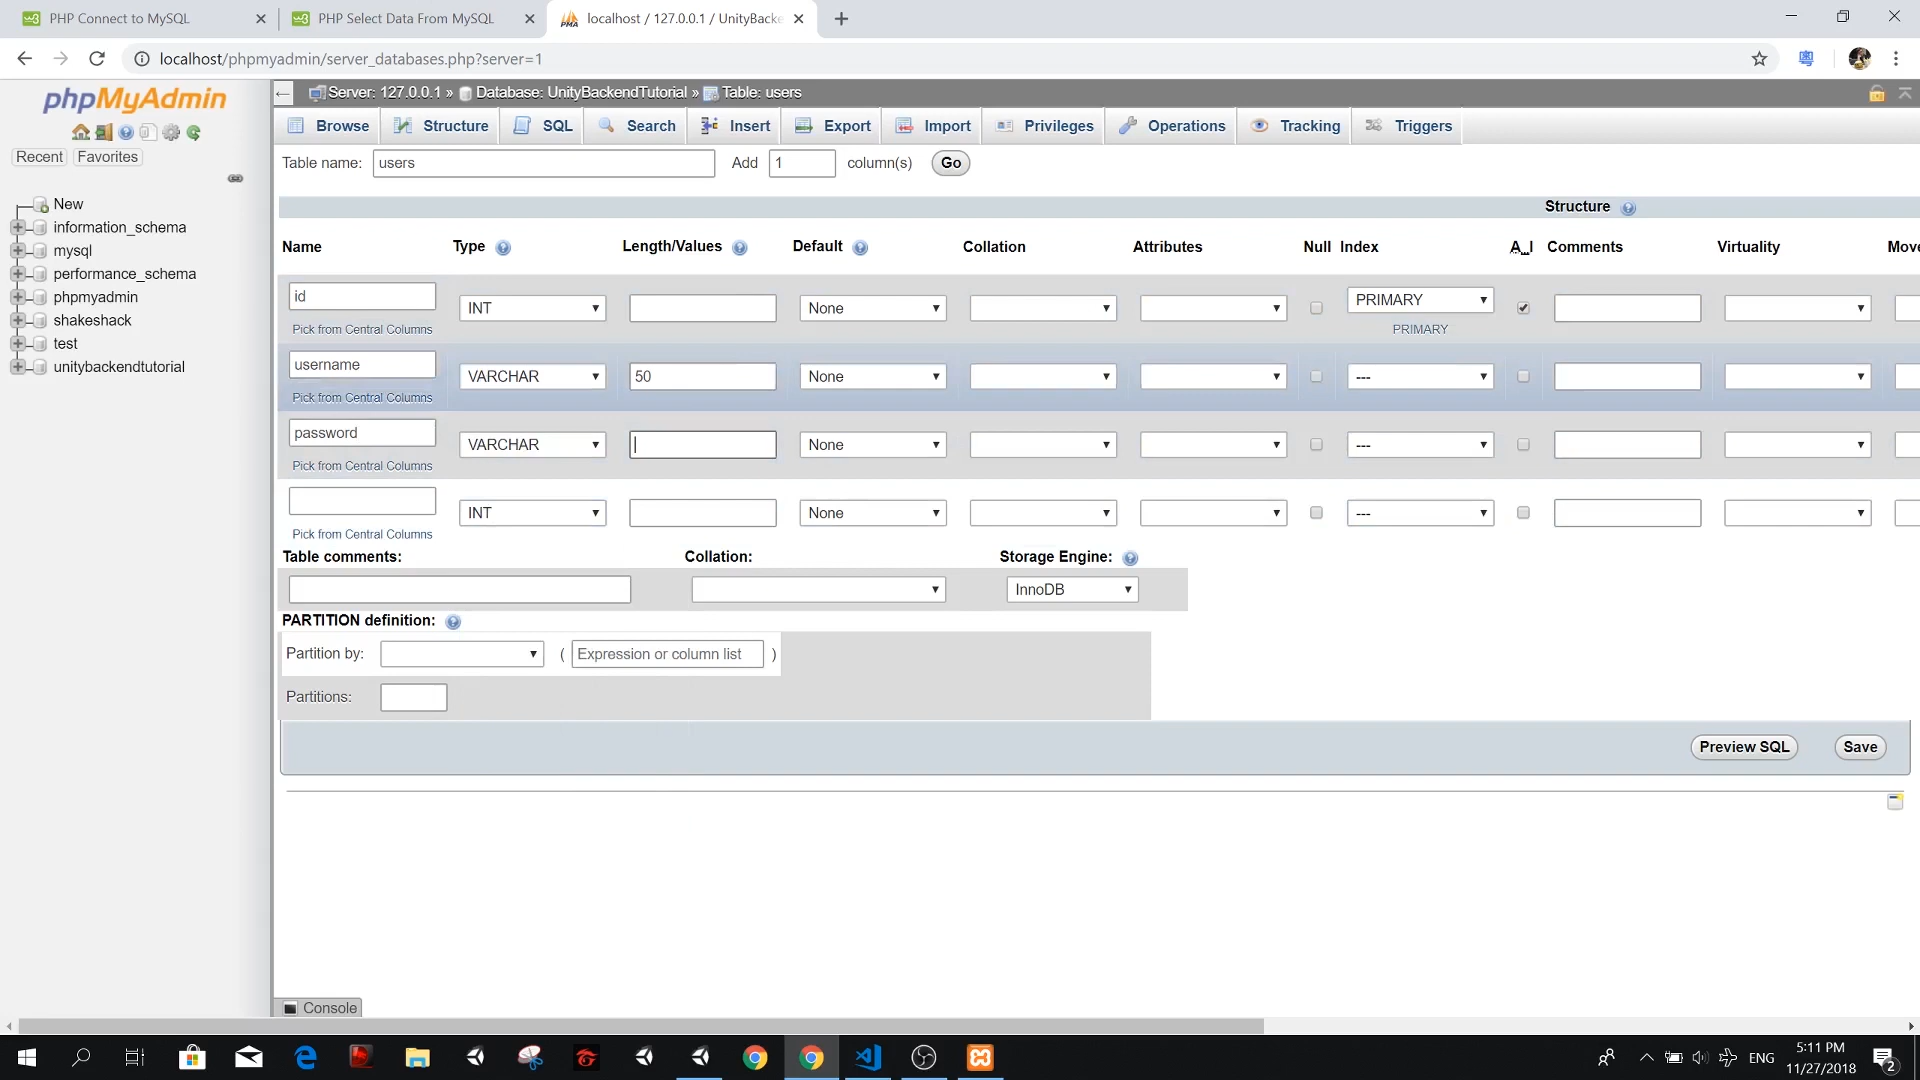 PHP Connect to MySQL
PHP Select Data From MySQL
localhost / 127.0.0.1 / UnityBacke
localhost/phpmyadmin/server_databases.php?server=1
phpMyAdmin
Recent Favorites
New
information_schema
mysql
performance_schema
phpmyadmin
shakeshack
test
unitybackendtutorial
Server: 127.0.0.1 » Database: UnityBackendTutorial » Table: users
Browse Structure SQL Search Insert Export Import Privileges Operations Tracking Triggers
Table name: users Add 1 column(s) Go
Structure
Name Type Length/Values Default Collation Attributes Null Index A_I Comments Virtuality Move
id INT None PRIMARY
Pick from Central Columns PRIMARY
username VARCHAR 50 None ---
Pick from Central Columns
password VARCHAR None ---
Pick from Central Columns
INT None ---
Pick from Central Columns
Table comments: Collation: Storage Engine:
InnoDB
PARTITION definition:
Partition by: ( Expression or column list )
Partitions:
Preview SQL Save
Console
ENG
5:11 PM
11/27/2018
2